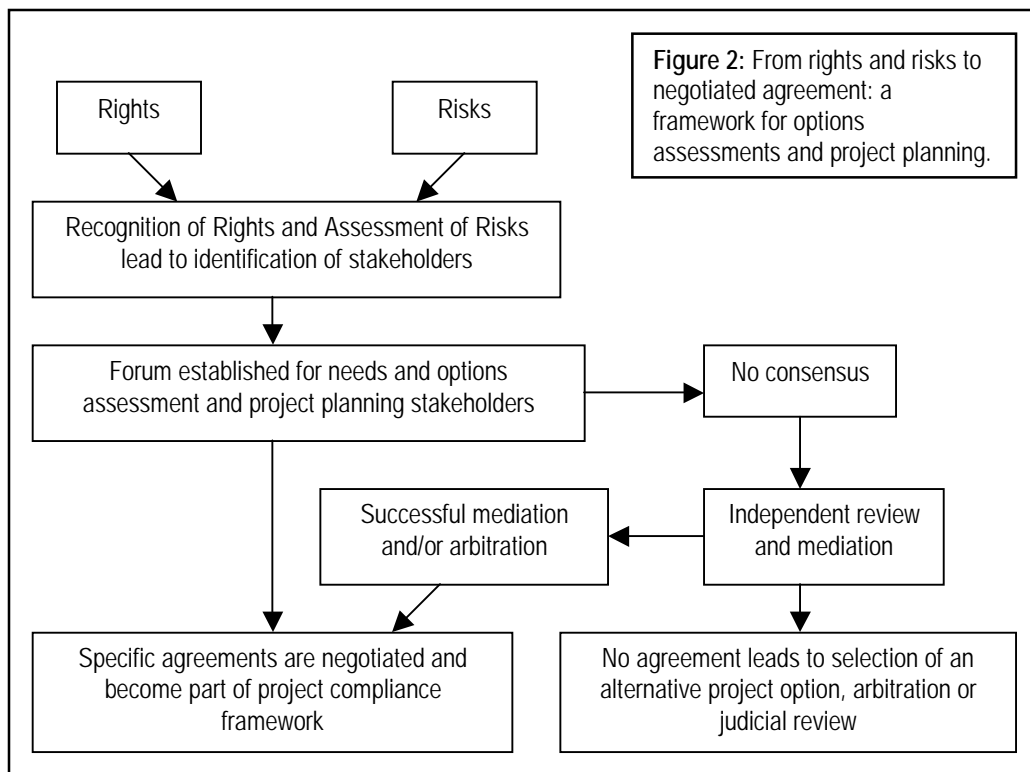 Figure 2: From rights and risks to
negotiated agreement: a
framework for options
assessments and project planning.
Rights
Risks
Recognition of Rights and Assessment of Risks
lead to identification of stakeholders
Forum established for needs and options
assessment and project planning stakeholders
No consensus
Successful mediation
and/or arbitration
Independent review
and mediation
Specific agreements are negotiated and
become part of project compliance
framework
No agreement leads to selection of an
alternative project option, arbitration or
judicial review